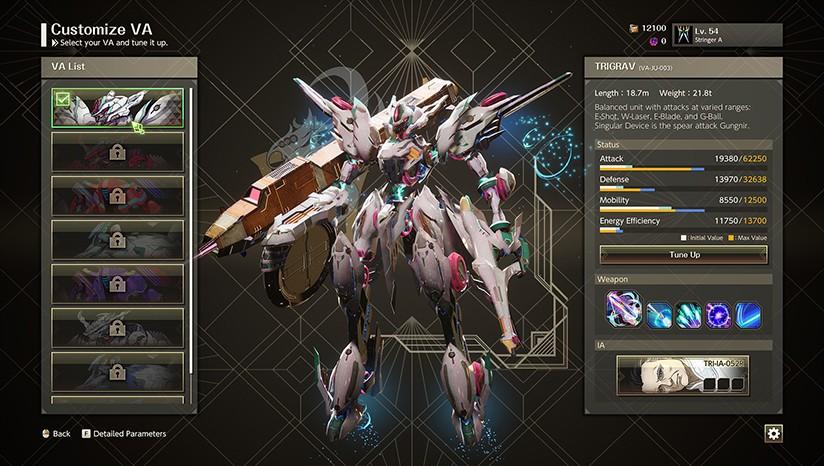 Customize VA
Select your VA and tune it up.
12100
0
Lv. 54
Stringer A
VA List
TRIGRAV (VA-JU-003)
Length : 18.7m Weight : 21.8t
Balanced unit with attacks at varied ranges:
E-Shot, W-Laser, E-Blade, and G-Ball.
Singular Device is the spear attack Gungnir.
Status
Attack 19380/62250
Defense 13970/32638
Mobility 8550/12500
Energy Efficiency 11750/13700
: Initial Value : Max Value
Tune Up
Weapon
IA
TRI-IA-052R
Back F Detailed Parameters